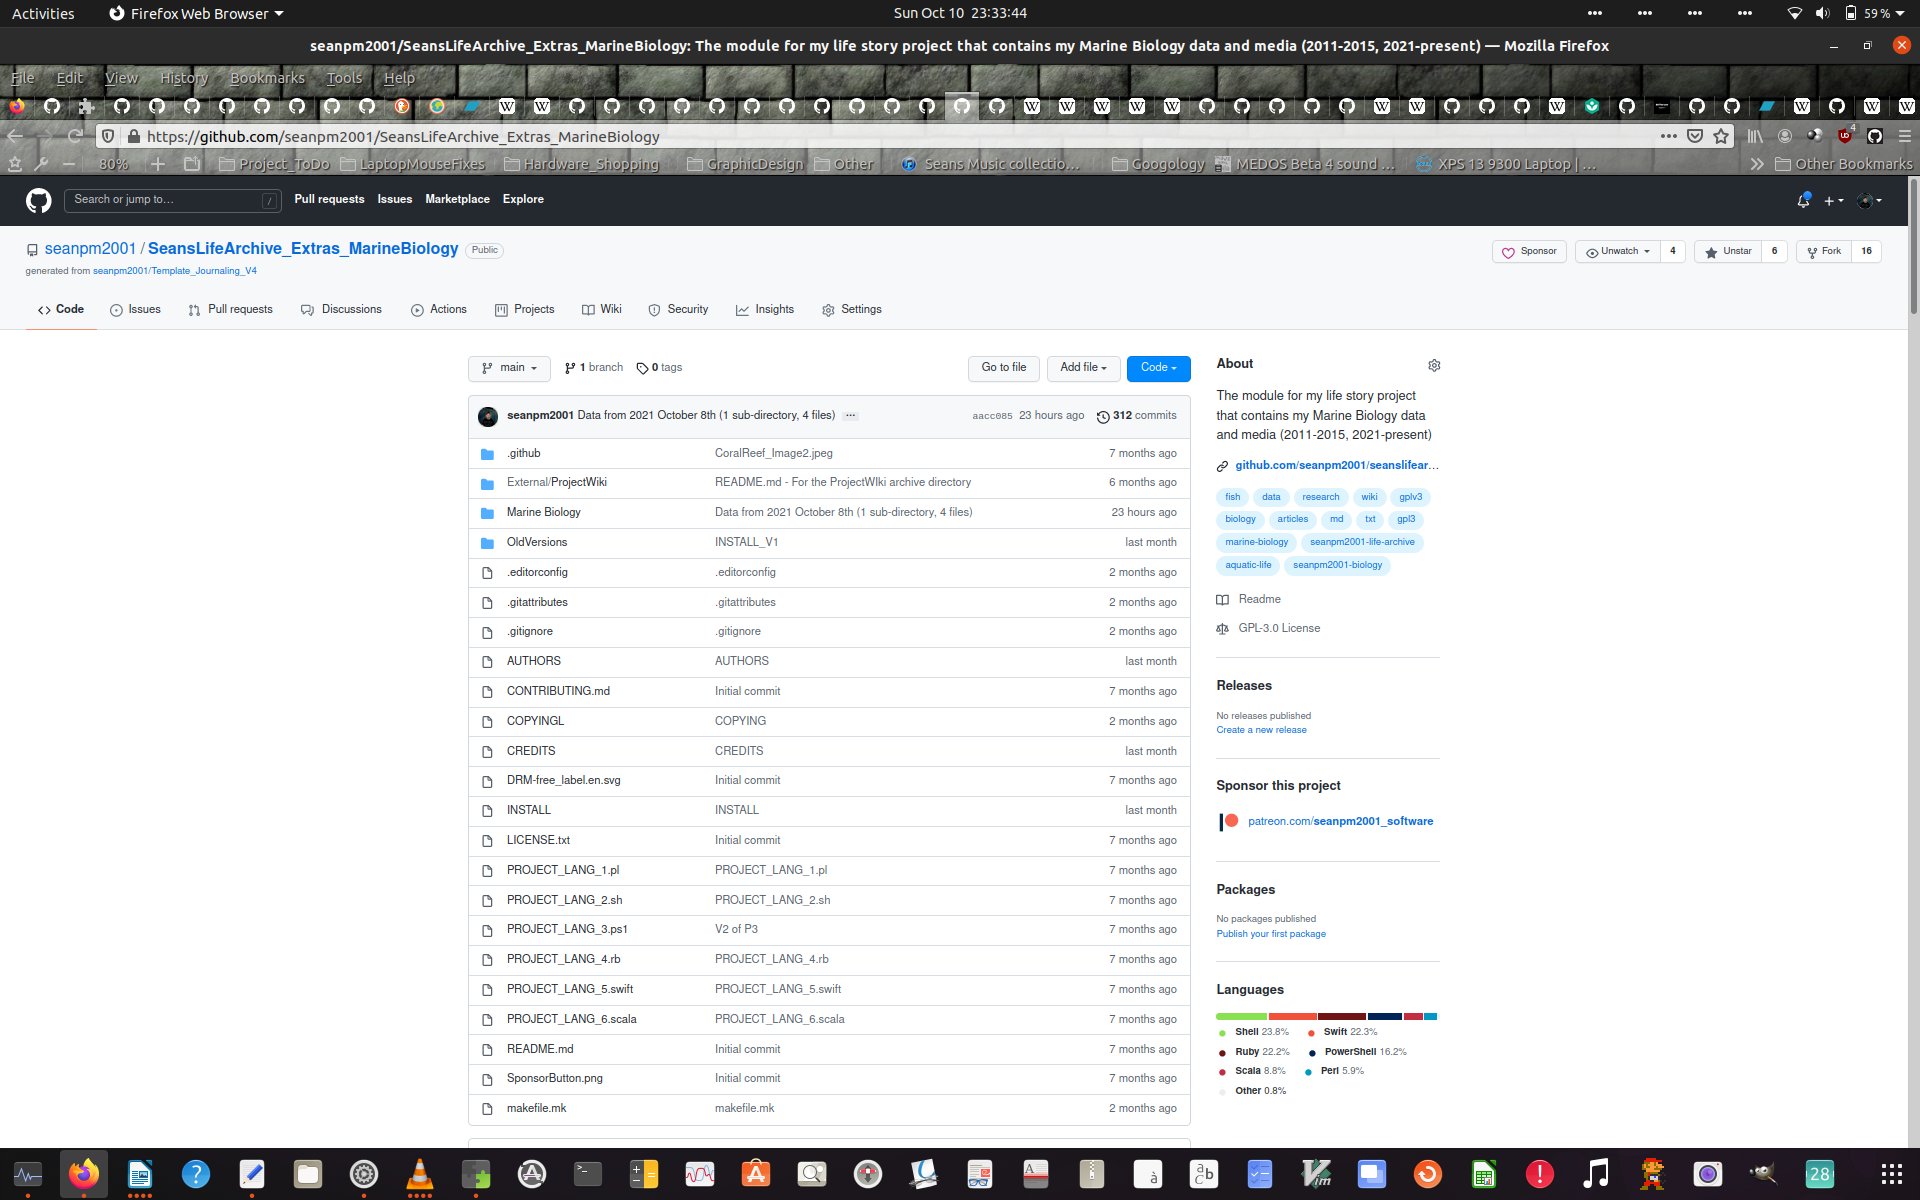 Activities Firefox Web Browser Sun Oct 10 23:33:44 59 %
seanpm2001/SeansLifeArchive_Extras_MarineBiology: The module for my life story project that contains my Marine Biology data and media (2011-2015, 2021-present) — Mozilla Firefox
File Edit View History Bookmarks Tools Help
https://github.com/seanpm2001/SeansLifeArchive_Extras_MarineBiology 4
80% Project_ToDo LaptopMouseFixes Hardware_Shopping GraphicDesign Other Seans Music collectio… Googology MEDOS Beta 4 sound … XPS 13 9300 Laptop | … Other Bookmarks
Search or jump to… / Pull requests Issues Marketplace Explore
seanpm2001 / SeansLifeArchive_Extras_MarineBiology Public Sponsor Unwatch 4 Unstar 6 Fork 16
generated from seanpm2001/Template_Journaling_V4
Code Issues Pull requests Discussions Actions Projects Wiki Security Insights Settings
main 1 branch 0 tags Go to file Add file Code
seanpm2001 Data from 2021 October 8th (1 sub-directory, 4 files) ... aacc085 23 hours ago 312 commits
.github CoralReef_Image2.jpeg 7 months ago
External/ProjectWiki README.md - For the ProjectWIki archive directory 6 months ago
Marine Biology Data from 2021 October 8th (1 sub-directory, 4 files) 23 hours ago
OldVersions INSTALL_V1 last month
.editorconfig .editorconfig 2 months ago
.gitattributes .gitattributes 2 months ago
.gitignore .gitignore 2 months ago
AUTHORS AUTHORS last month
CONTRIBUTING.md Initial commit 7 months ago
COPYINGL COPYING 2 months ago
CREDITS CREDITS last month
DRM-free_label.en.svg Initial commit 7 months ago
INSTALL INSTALL last month
LICENSE.txt Initial commit 7 months ago
PROJECT_LANG_1.pl PROJECT_LANG_1.pl 7 months ago
PROJECT_LANG_2.sh PROJECT_LANG_2.sh 7 months ago
PROJECT_LANG_3.ps1 V2 of P3 7 months ago
PROJECT_LANG_4.rb PROJECT_LANG_4.rb 7 months ago
PROJECT_LANG_5.swift PROJECT_LANG_5.swift 7 months ago
PROJECT_LANG_6.scala PROJECT_LANG_6.scala 7 months ago
README.md Initial commit 7 months ago
SponsorButton.png Initial commit 7 months ago
makefile.mk makefile.mk 2 months ago
About
The module for my life story project
that contains my Marine Biology data
and media (2011-2015, 2021-present)
github.com/seanpm2001/seanslifear…
fish data research wiki gplv3
biology articles md txt gpl3
marine-biology seanpm2001-life-archive
aquatic-life seanpm2001-biology
Readme
GPL-3.0 License
Releases
No releases published
Create a new release
Sponsor this project
patreon.com/seanpm2001_software
Packages
No packages published
Publish your first package
Languages
Shell 23.8% Swift 22.3%
Ruby 22.2% PowerShell 16.2%
Scala 8.8% Perl 5.9%
Other 0.8%
28